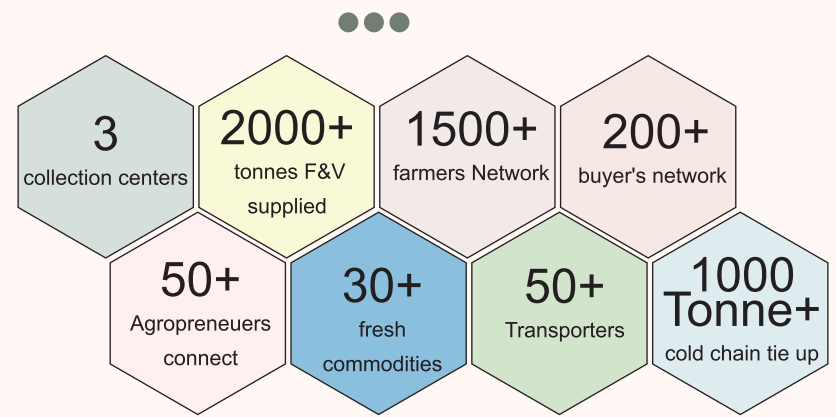 3
collection centers
2000+
tonnes F&V
supplied
1500+
farmers Network
200+
buyer's network
50+
Agropreneuers
connect
30+
fresh
commodities
50+
Transporters
1000
Tonne+
cold chain tie up